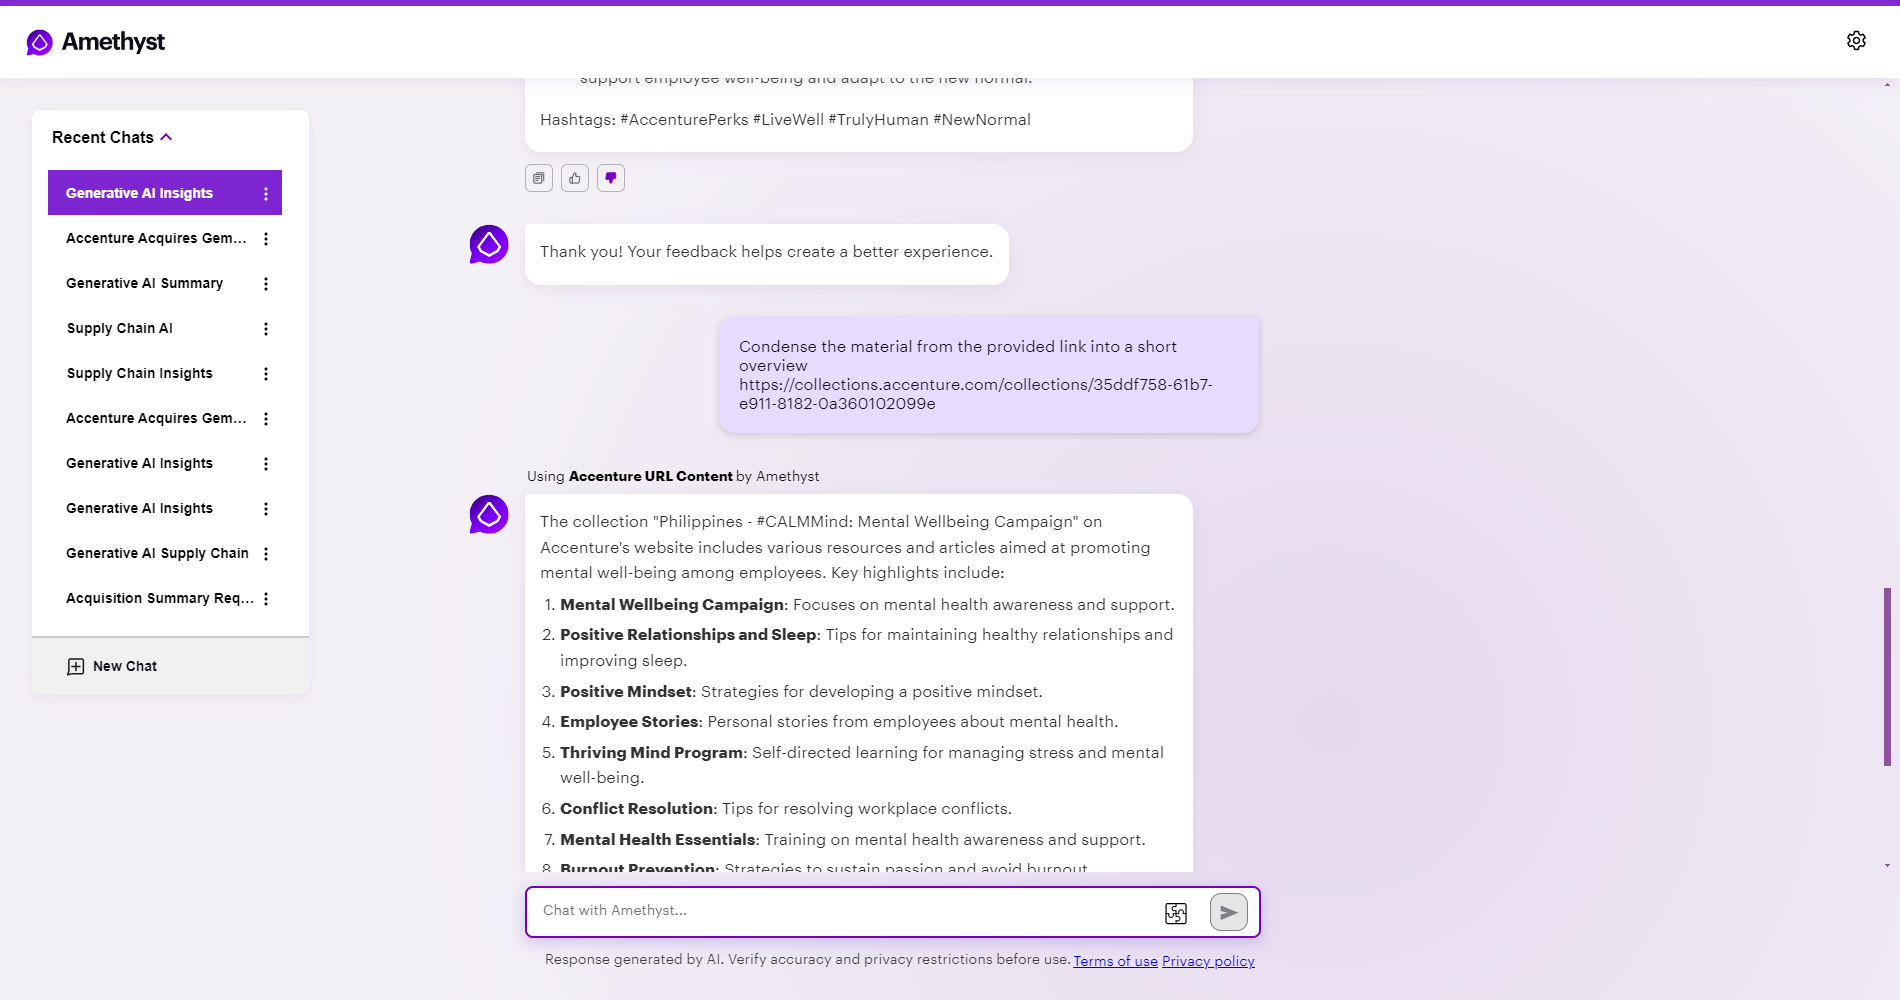 Amethyst
Recent Chats
Generative AI Insights
Accenture Acquires Gem...
Generative AI Summary
Supply Chain AI
Supply Chain Insights
Accenture Acquires Gem...
Generative AI Insights
Generative AI Insights
Generative AI Supply Chain
Acquisition Summary Req...
New Chat
support employee well-being and adapt to the new normal.
Hashtags: #AccenturePerks #LiveWell #TrulyHuman #NewNormal
Thank you! Your feedback helps create a better experience.
Condense the material from the provided link into a short
overview
https://collections.accenture.com/collections/35ddf758-61b7-
e911-8182-0a360102099e
Using Accenture URL Content by Amethyst
The collection "Philippines - #CALMMind: Mental Wellbeing Campaign" on
Accenture's website includes various resources and articles aimed at promoting
mental well-being among employees. Key highlights include:
1. Mental Wellbeing Campaign: Focuses on mental health awareness and support.
2. Positive Relationships and Sleep: Tips for maintaining healthy relationships and
improving sleep.
3. Positive Mindset: Strategies for developing a positive mindset.
4. Employee Stories: Personal stories from employees about mental health.
5. Thriving Mind Program: Self-directed learning for managing stress and mental
well-being.
6. Conflict Resolution: Tips for resolving workplace conflicts.
7. Mental Health Essentials: Training on mental health awareness and support.
8. Burnout Prevention: Strategies to sustain passion and avoid burnout.
Chat with Amethyst...
Response generated by AI. Verify accuracy and privacy restrictions before use. Terms of use Privacy policy